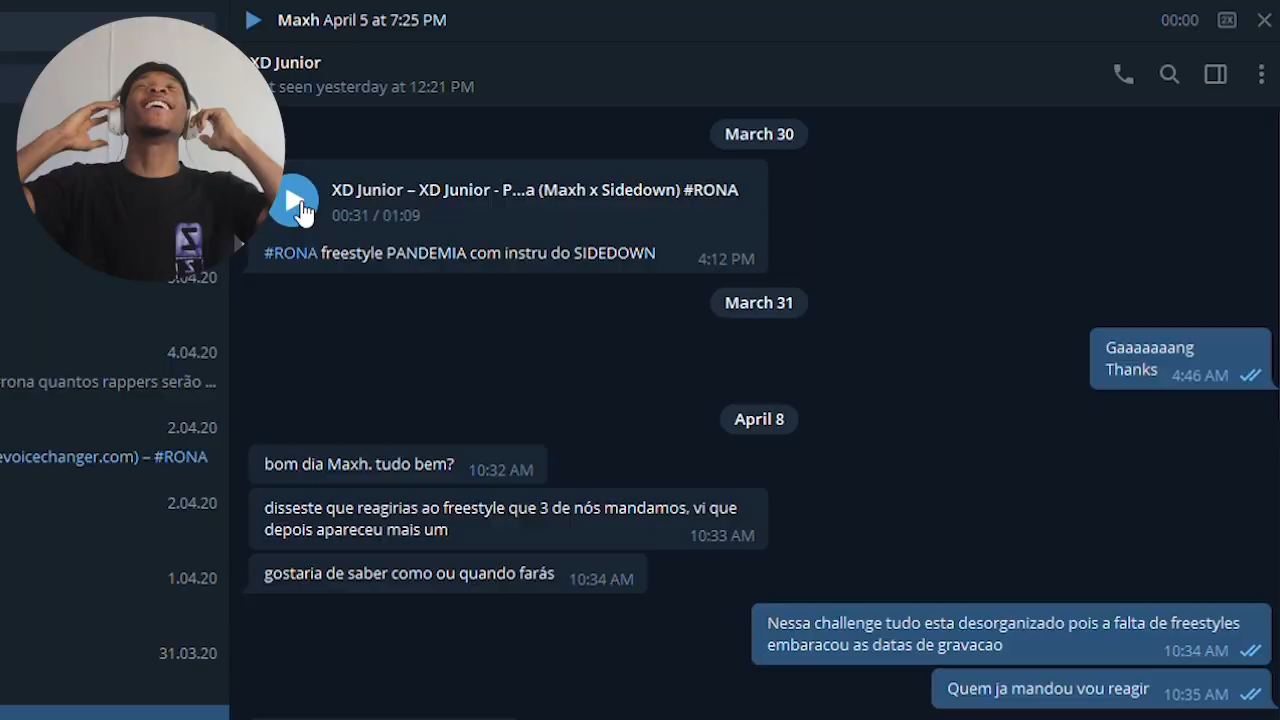 Maxh April 5 at 7:25 PM
00:00
2X
XD Junior
seen yesterday at 12:21 PM
March 30
XD Junior – XD Junior - P...a (Maxh x Sidedown) #RONA
00:31 / 01:09
#RONA freestyle PANDEMIA com instru do SIDEDOWN
4:12 PM
March 31
Gaaaaaaang
Thanks 4:46 AM
April 8
bom dia Maxh. tudo bem? 10:32 AM
disseste que reagirias ao freestyle que 3 de nós mandamos, vi que
depois apareceu mais um 10:33 AM
gostaria de saber como ou quando farás 10:34 AM
Nessa challenge tudo esta desorganizado pois a falta de freestyles
embaracou as datas de gravacao 10:34 AM
Quem ja mandou vou reagir 10:35 AM
.04.20
4.04.20
rona quantos rappers serão ...
2.04.20
evoicechanger.com) – #RONA
2.04.20
1.04.20
31.03.20